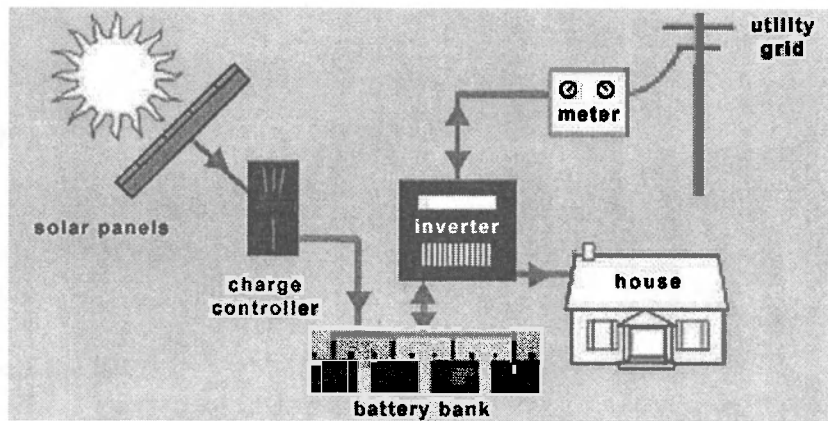 utility
grid
meter
solar panels
inverter
charge
controller
house
battery bank